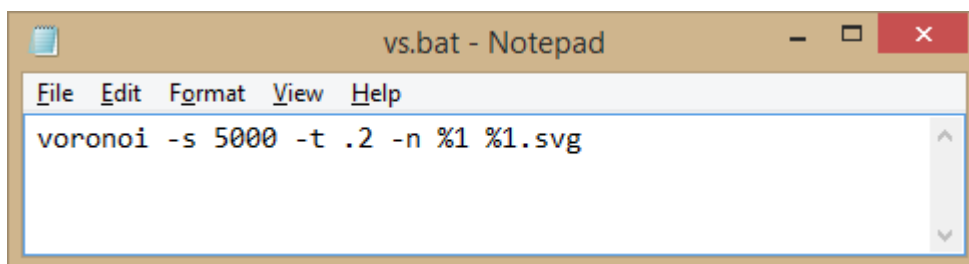 vs.bat - Notepad
File Edit Format View Help
voronoi -s 5000 -t .2 -n %1 %1.svg